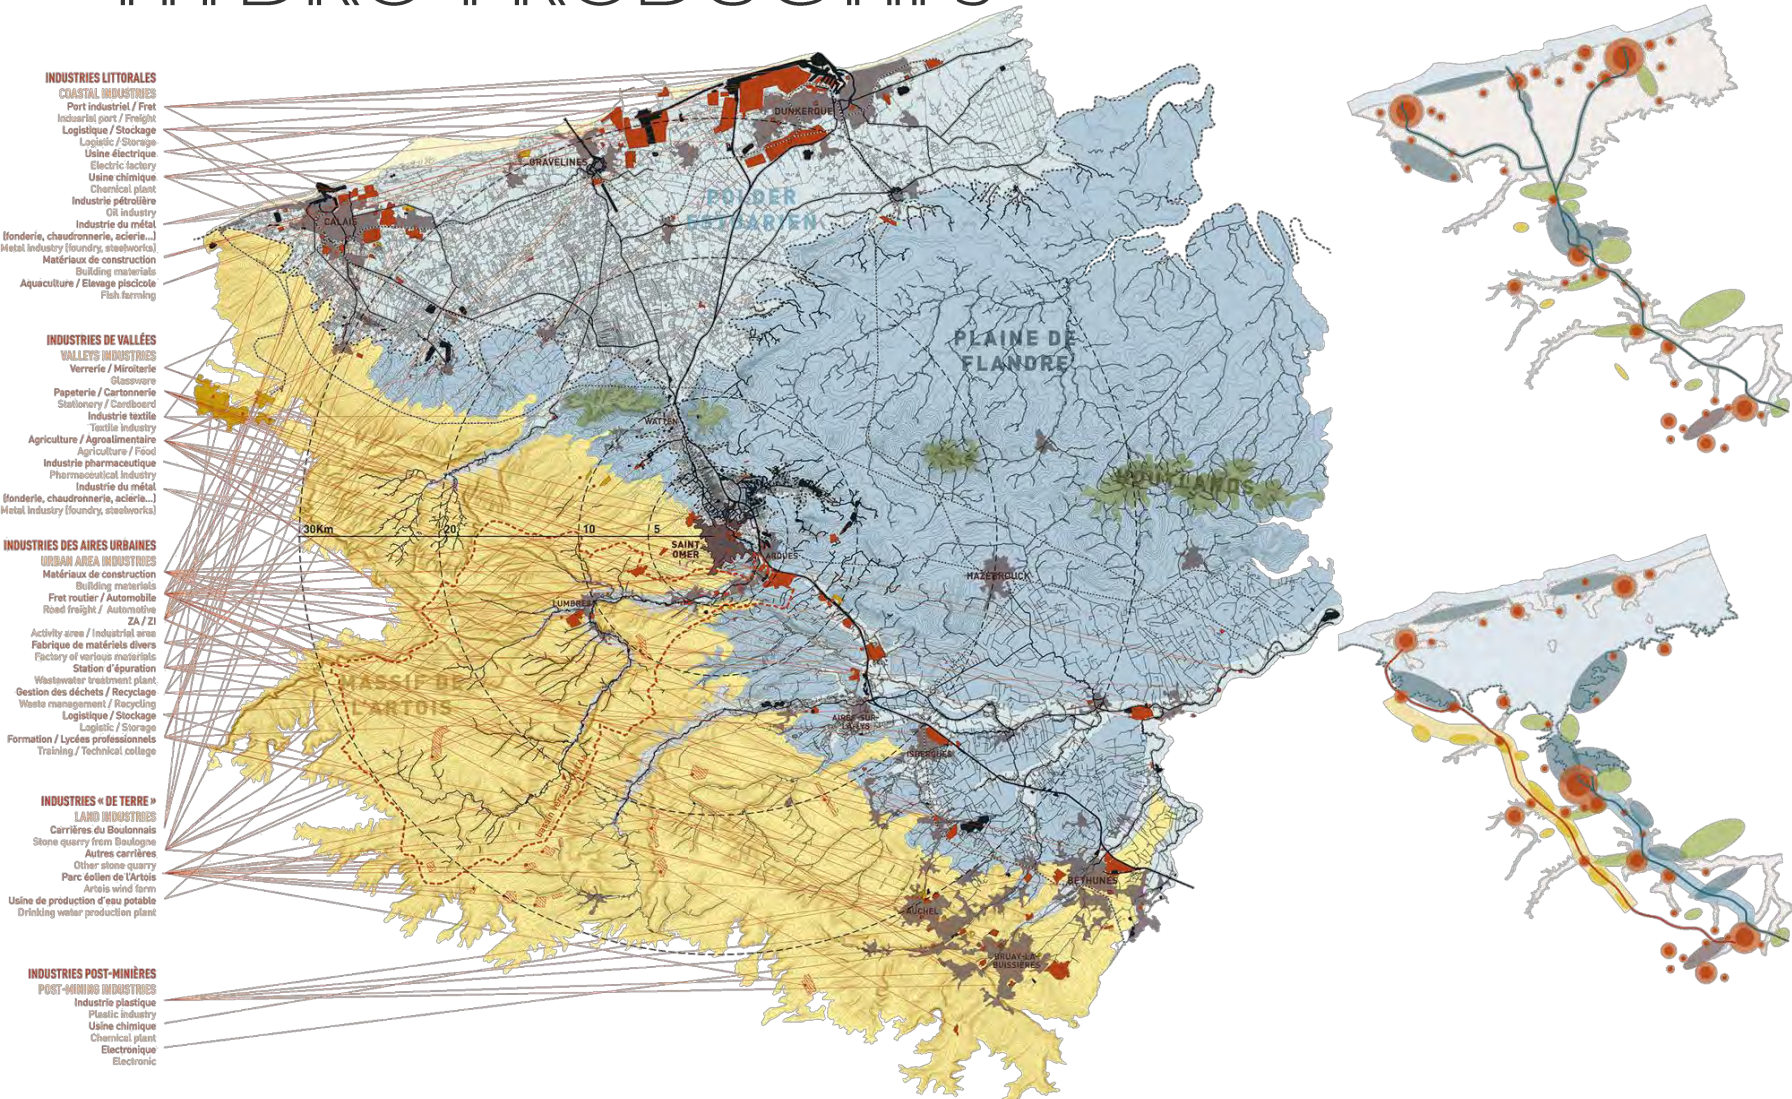 INDUSTRIES LITTORALES
COASTAL INDUSTRIES
Port industriel / Fret
Indusrial port / Freight
Logistique / Stockage
Logistic / Storage
Usine électrique
Electric factory
Usine chimique
Chemical plant
Industrie pétrolière
Oil industry
Industrie du métal
(fonderie, chaudronnerie, acierie...)
Metal industry (foundry, steelworks)
Matériaux de construction
Building materials
Aquaculture / Elevage piscicole
Fish farming
INDUSTRIES DE VALLÉES
VALLEYS INDUSTRIES
Verrerie / Miroiterie
Glassware
Papeterie / Cartonnerie
Stationery / Cardboard
Industrie textile
Textile industry
Agriculture / Agroalimentaire
Agriculture / Food
Industrie pharmaceutique
Pharmaceutical industry
Industrie du métal
(fonderie, chaudronnerie, acierie...)
Metal industry (foundry, steelworks)
INDUSTRIES DES AIRES URBAINES
URBAN AREA INDUSTRIES
Matériaux de construction
Building materials
Fret routier / Automobile
Road freight / Automotive
ZA / ZI
Activity area / Industrial area
Fabrique de matériels divers
Factory of various materials
Station d'épuration
Wastewater treatment plant
Gestion des déchets / Recyclage
Waste management / Recycling
Logistique / Stockage
Logistic / Storage
Formation / Lycées professionnels
Training / Technical college
INDUSTRIES « DE TERRE »
LAND INDUSTRIES
Carrières du Boulonnais
Stone quarry from Boulogne
Autres carrières
Other stone quarry
Parc éolien de l'Artois
Artois wind farm
Usine de production d'eau potable
Drinking water production plant
INDUSTRIES POST-MINIÈRES
POST-MINING INDUSTRIES
Industrie plastique
Plastic industry
Usine chimique
Chemical plant
Electronique
Electronic
DUNKERQUE
GRAVELINES
CALAIS
POLDER
ESTUARIEN
PLAINE DE
FLANDRE
WATTEN
30Km
20
10
5
SAINT
OMER
ARQUES
HAZEBROUCK
LUMBRES
MASSIF DE
L'ARTOIS
AIRE-SUR-
LA-LYS
ISBERGUES
BETHUNES
AUCHEL
BRUAY-LA-
BUISSIERES